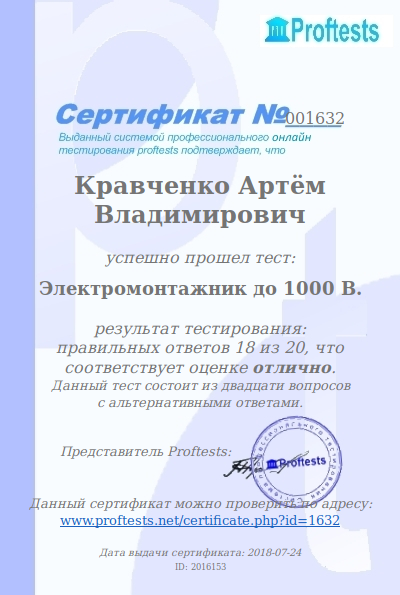 Proftests
Сертификат №001632
Выданный системой профессионального онлайн
тестирования proftests подтверждает, что
Кравченко Артём
Владимирович
успешно прошел тест:
Электромонтажник до 1000 В.
результат тестирования:
правильных ответов 18 из 20, что
соответствует оценке отлично.
Данный тест состоит из двадцати вопросов
с альтернативными ответами.
Представитель Proftests:
Proftests
Данный сертификат можно проверить по адресу:
www.proftests.net/certificate.php?id=1632
Дата выдачи сертификата: 2018-07-24
ID: 2016153